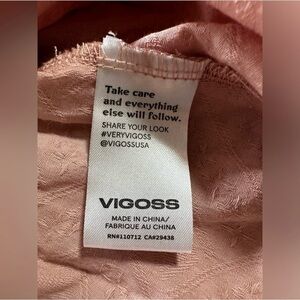 Take care
and everything
else will follow.
SHARE YOUR LOOK
#VERYVIGOSS
@VIGOSSUSA
VIGOSS
MADE IN CHINA/
FABRIQUE AU CHINA
RN#110712 CA#29438